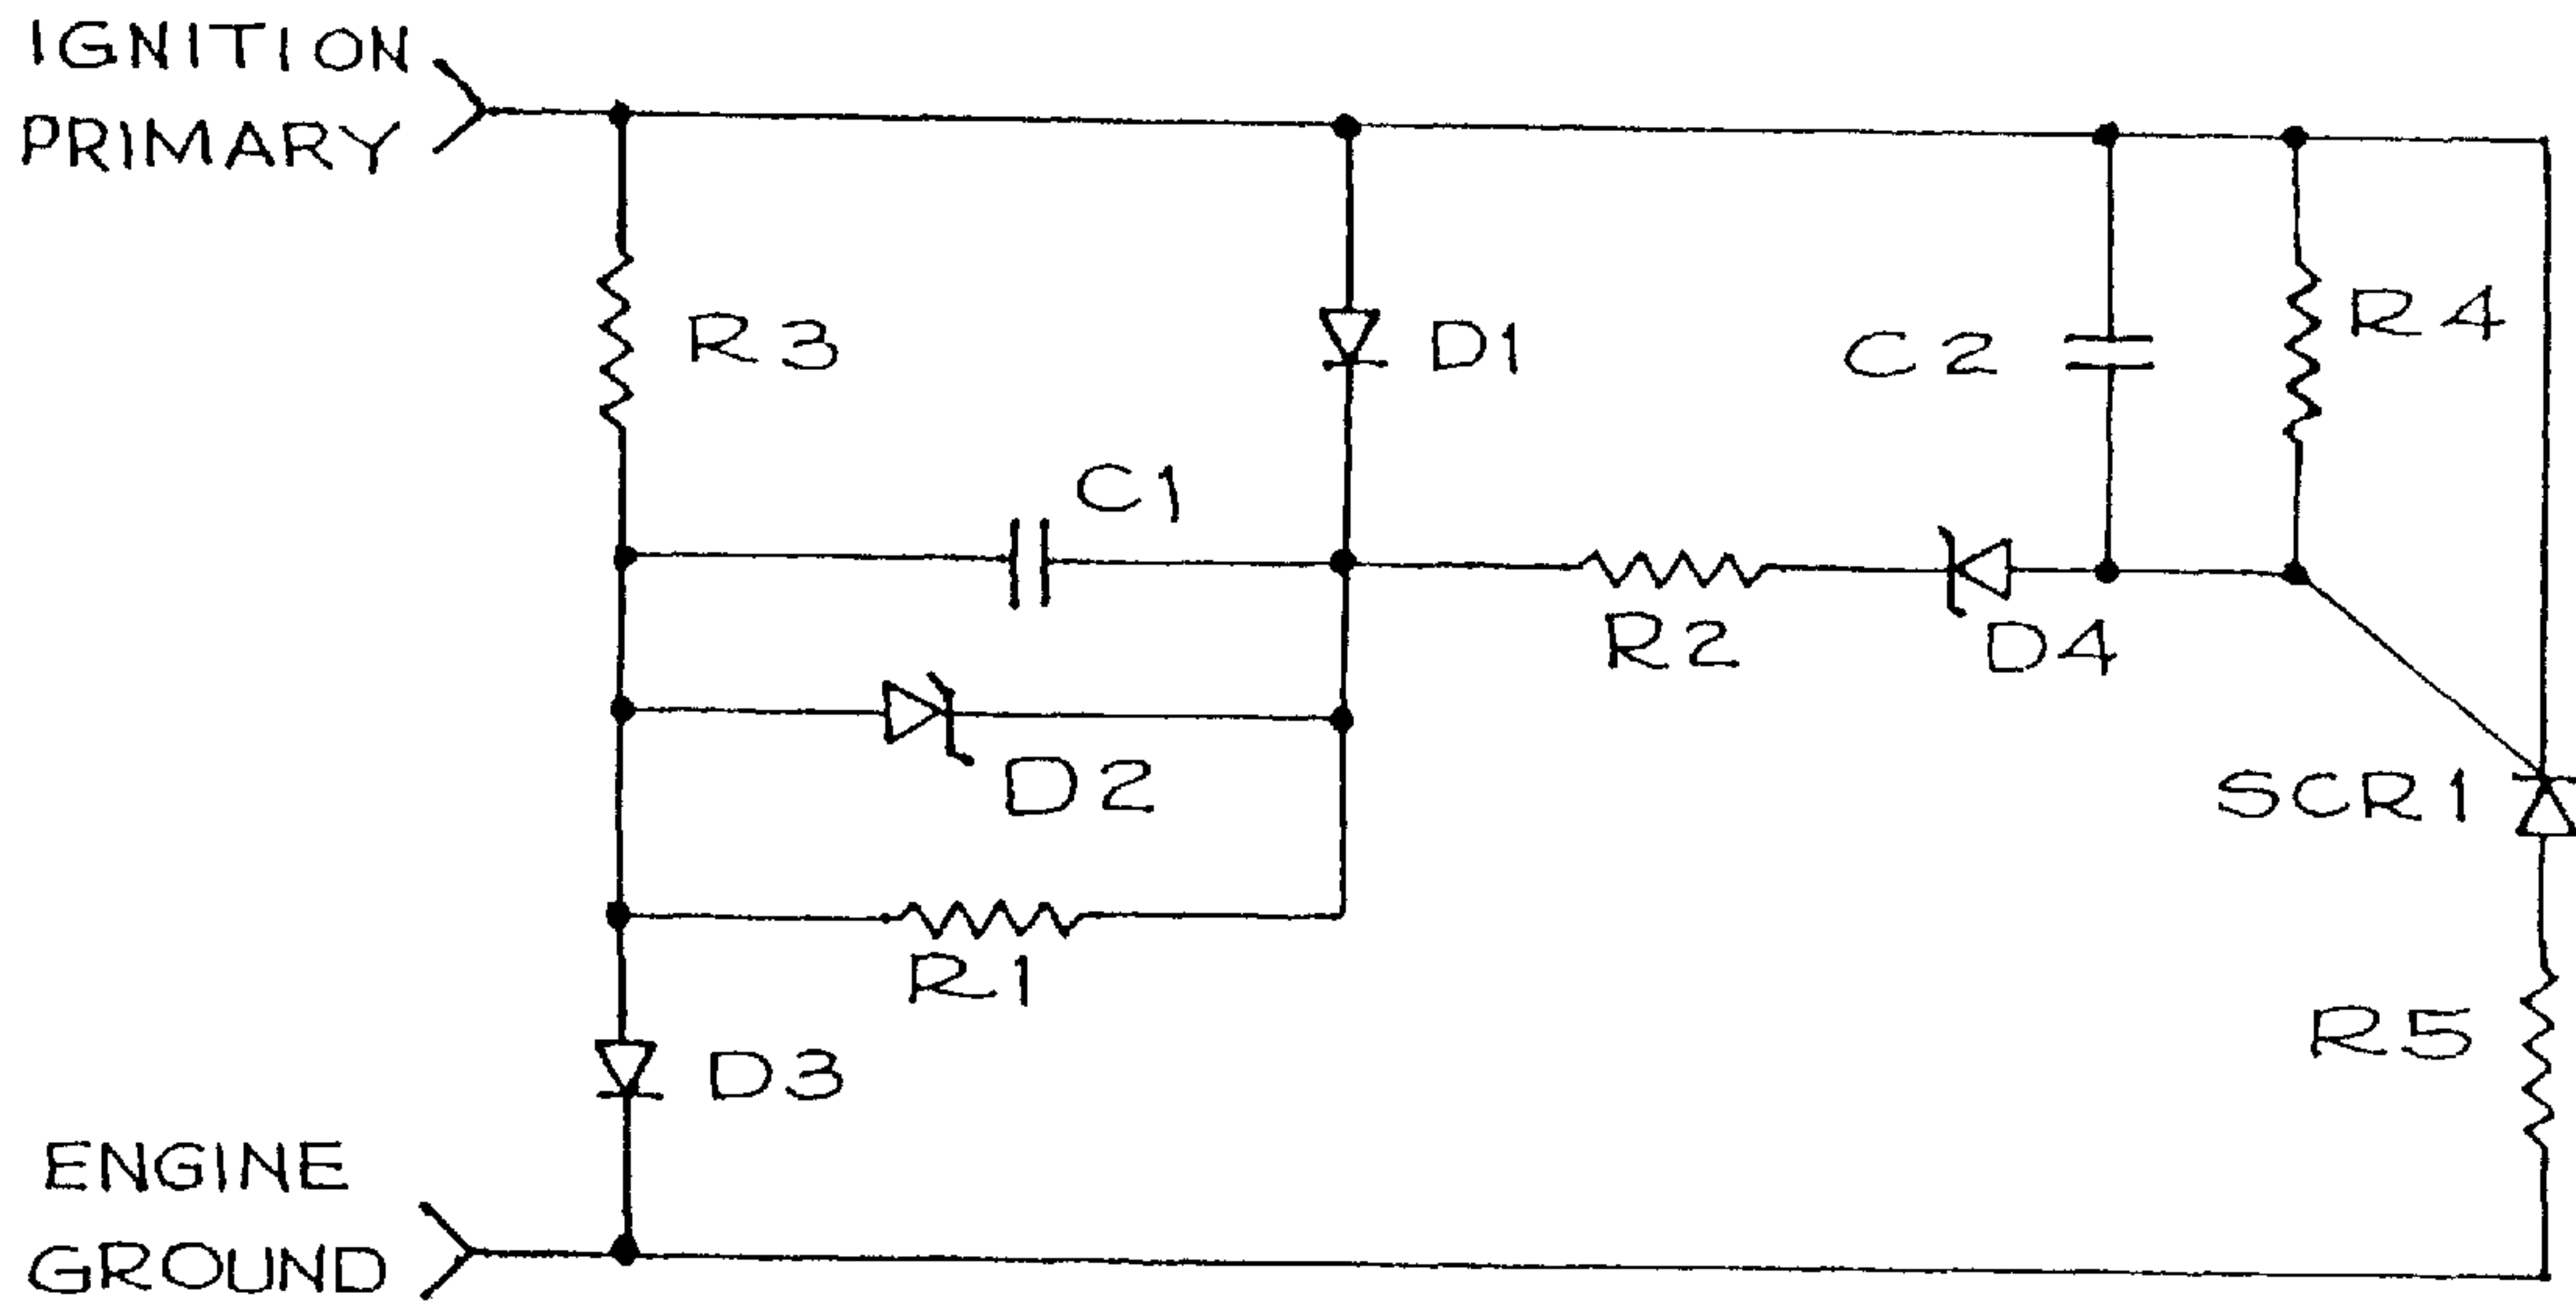 IGNITION
PRIMARY
R3
D1
C2
R4
C1
R2
D4
D2
SCR1
R1
R5
D3
ENGINE
GROUND